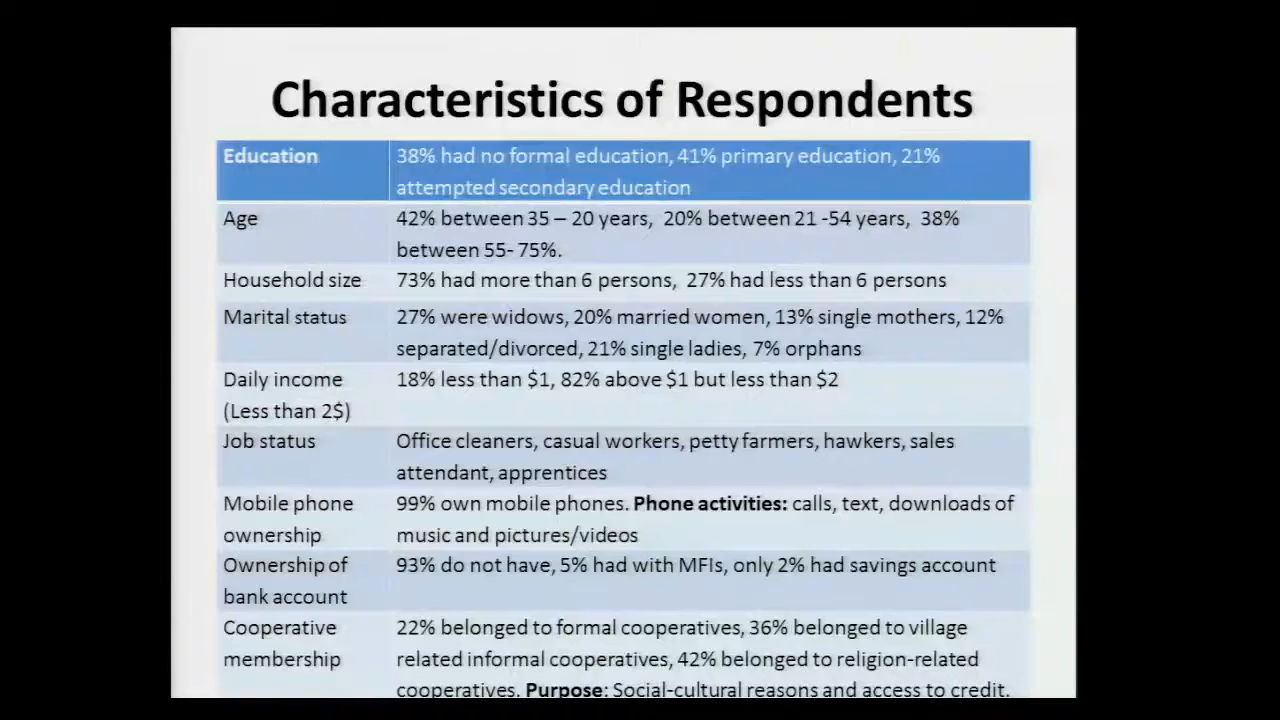 Characteristics of Respondents
Education 38% had no formal education, 41% primary education, 21%
attempted secondary education
Age 42% between 35 – 20 years, 20% between 21 -54 years, 38%
between 55- 75%.
Household size 73% had more than 6 persons, 27% had less than 6 persons
Marital status 27% were widows, 20% married women, 13% single mothers, 12%
separated/divorced, 21% single ladies, 7% orphans
Daily income 18% less than $1, 82% above $1 but less than $2
(Less than 2$)
Job status Office cleaners, casual workers, petty farmers, hawkers, sales
attendant, apprentices
Mobile phone 99% own mobile phones. Phone activities: calls, text, downloads of
ownership music and pictures/videos
Ownership of 93% do not have, 5% had with MFIs, only 2% had savings account
bank account
Cooperative 22% belonged to formal cooperatives, 36% belonged to village
membership related informal cooperatives, 42% belonged to religion-related
cooperatives. Purpose: Social-cultural reasons and access to credit.